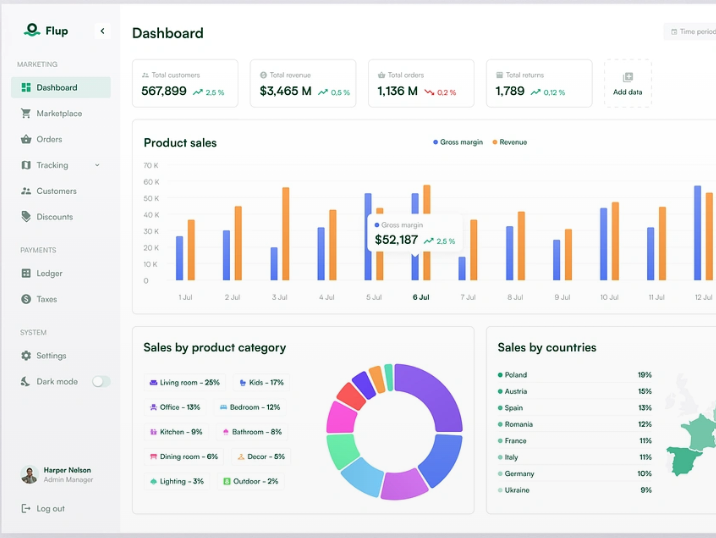 Flup
Dashboard
Time period
MARKETING
Dashboard
Marketplace
Orders
Tracking
Customers
Discounts
PAYMENTS
Ledger
Taxes
SYSTEM
Settings
Dark mode
Harper Nelson
Admin Manager
Log out
Total customers
567,899 2,5 %
Total revenue
$3,465 M 0,5 %
Total orders
1,136 M 0,2 %
Total returns
1,789 0,12 %
Add data
Product sales
Gross margin Revenue
70 K
60 K
50 K
40 K
30 K
20 K
10 K
0
Gross margin
$52,187 2,5 %
1 Jul 2 Jul 3 Jul 4 Jul 5 Jul 6 Jul 7 Jul 8 Jul 9 Jul 10 Jul 11 Jul 12 Jul
Sales by product category
Living room - 25% Kids - 17%
Office - 13% Bedroom - 12%
Kitchen - 9% Bathroom - 8%
Dining room - 6% Decor - 5%
Lighting - 3% Outdoor - 2%
Sales by countries
Poland 19%
Austria 15%
Spain 13%
Romania 12%
France 11%
Italy 11%
Germany 10%
Ukraine 9%